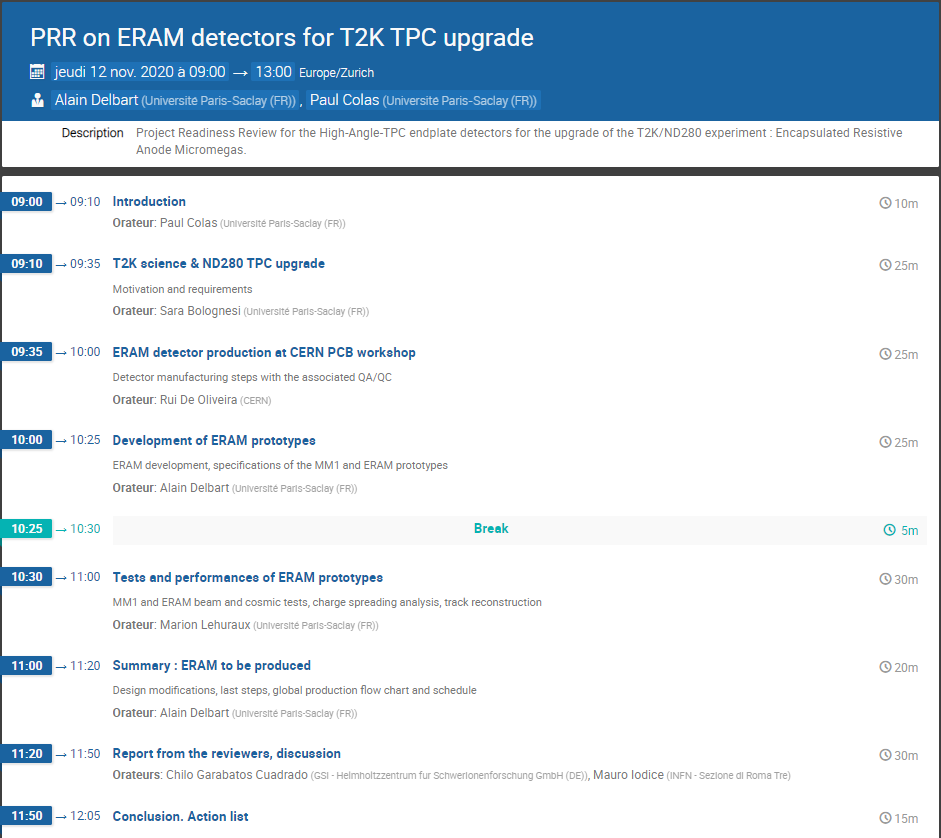 PRR on ERAM detectors for T2K TPC upgrade
jeudi 12 nov. 2020 à 09:00 → 13:00 Europe/Zurich
Alain Delbart (Université Paris-Saclay (FR)) , Paul Colas (Université Paris-Saclay (FR))
Description Project Readiness Review for the High-Angle-TPC endplate detectors for the upgrade of the T2K/ND280 experiment : Encapsulated Resistive
Anode Micromegas.
09:00 → 09:10 Introduction 10m
Orateur: Paul Colas (Université Paris-Saclay (FR))
09:10 → 09:35 T2K science & ND280 TPC upgrade 25m
Motivation and requirements
Orateur: Sara Bolognesi (Université Paris-Saclay (FR))
09:35 → 10:00 ERAM detector production at CERN PCB workshop 25m
Detector manufacturing steps with the associated QA/QC
Orateur: Rui De Oliveira (CERN)
10:00 → 10:25 Development of ERAM prototypes 25m
ERAM development, specifications of the MM1 and ERAM prototypes
Orateur: Alain Delbart (Université Paris-Saclay (FR))
10:25 → 10:30 Break 5m
10:30 → 11:00 Tests and performances of ERAM prototypes 30m
MM1 and ERAM beam and cosmic tests, charge spreading analysis, track reconstruction
Orateur: Marion Lehuraux (Université Paris-Saclay (FR))
11:00 → 11:20 Summary : ERAM to be produced 20m
Design modifications, last steps, global production flow chart and schedule
Orateur: Alain Delbart (Université Paris-Saclay (FR))
11:20 → 11:50 Report from the reviewers, discussion 30m
Orateurs: Chilo Garabatos Cuadrado (GSI - Helmholtzzentrum fur Schwerionenforschung GmbH (DE)), Mauro Iodice (INFN - Sezione di Roma Tre)
11:50 → 12:05 Conclusion. Action list 15m